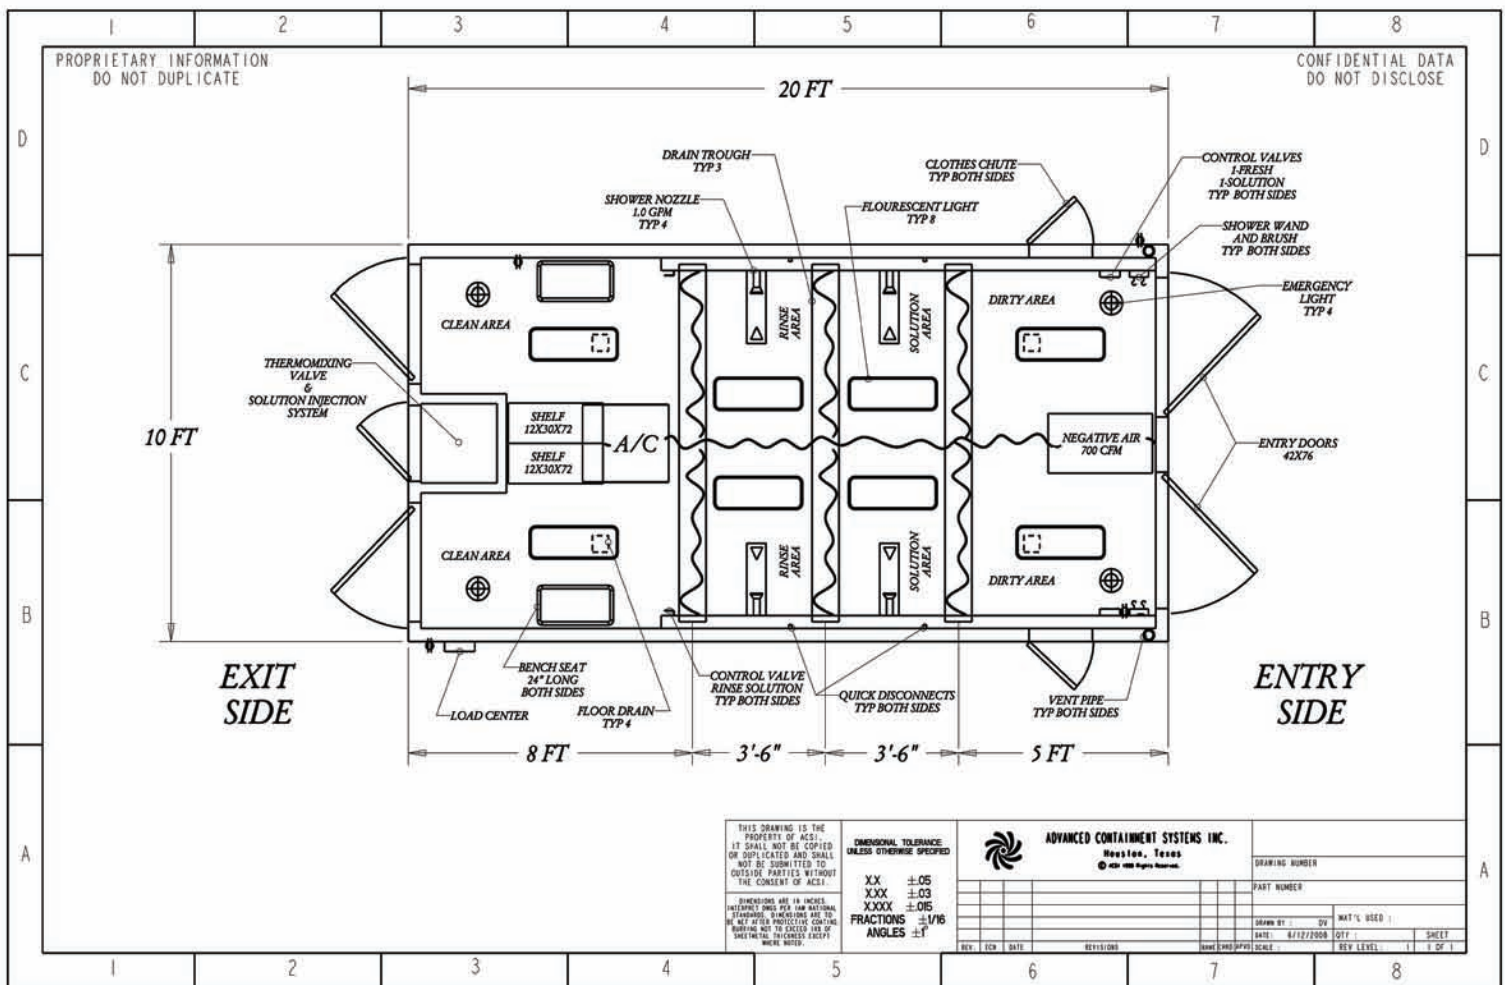 1 2 3 4 5 6 7 8
PROPRIETARY INFORMATION
DO NOT DUPLICATE
CONFIDENTIAL DATA
DO NOT DISCLOSE
20 FT
D
D
DRAIN TROUGH
TYP 3
CLOTHES CHUTE
TYP BOTH SIDES
CONTROL VALVES
1-FRESH
1-SOLUTION
TYP BOTH SIDES
SHOWER NOZZLE
1.0 GPM
TYP 4
FLOURESCENT LIGHT
TYP 8
SHOWER WAND
AND BRUSH
TYP BOTH SIDES
EMERGENCY
LIGHT
TYP 4
CLEAN AREA
RINSE
AREA
SOLUTION
AREA
DIRTY AREA
C
C
THERMOMIXING
VALVE
&
SOLUTION INJECTION
SYSTEM
10 FT
SHELF
12X30X72
SHELF
12X30X72
A/C
NEGATIVE AIR
700 CFM
ENTRY DOORS
42X76
CLEAN AREA
RINSE
AREA
SOLUTION
AREA
DIRTY AREA
B
B
EXIT
SIDE
ENTRY
SIDE
BENCH SEAT
24" LONG
BOTH SIDES
LOAD CENTER
FLOOR DRAIN
TYP 4
CONTROL VALVE
RINSE SOLUTION
TYP BOTH SIDES
QUICK DISCONNECTS
TYP BOTH SIDES
VENT PIPE
TYP BOTH SIDES
8 FT
3'-6"
3'-6"
5 FT
A
A
THIS DRAWING IS THE
PROPERTY OF ACSI.
IT SHALL NOT BE COPIED
OR DUPLICATED AND SHALL
NOT BE SUBMITTED TO
OUTSIDE PARTIES WITHOUT
THE CONSENT OF ACSI.
DIMENSIONS ARE IN INCHES.
DIMENSIONAL TOLERANCE
UNLESS OTHERWISE SPECIFIED
X.X ±.05
X.XX ±.03
X.XXX ±.015
FRACTIONS ±1/16
ANGLES ±1°
ADVANCED CONTAINMENT SYSTEMS INC.
Houston, Texas
DRAWING NUMBER
PART NUMBER
DRAWN BY : DV
MAT'L USED :
DATE: 6/12/2008
QTY :
SHEET
REV. ECN DATE REVISIONS
SCALE :
REV LEVEL: 1
1 OF 1
1 2 3 4 5 6 7 8